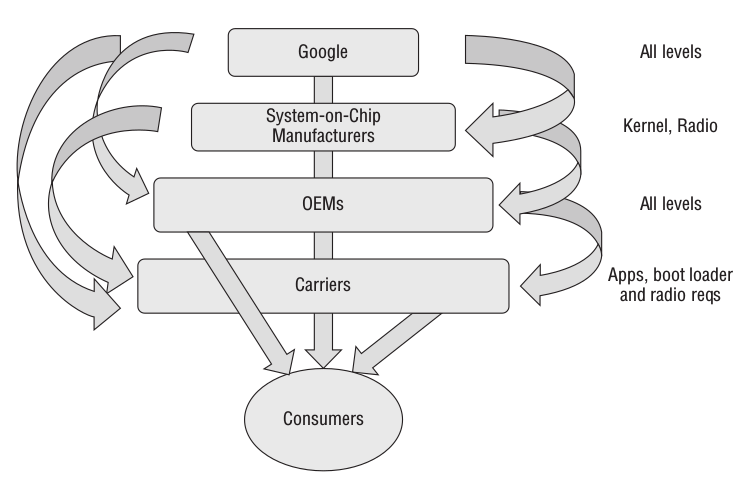 Google
All levels
System-on-Chip
Manufacturers
Kernel, Radio
OEMs
All levels
Carriers
Apps, boot loader
and radio reqs
Consumers